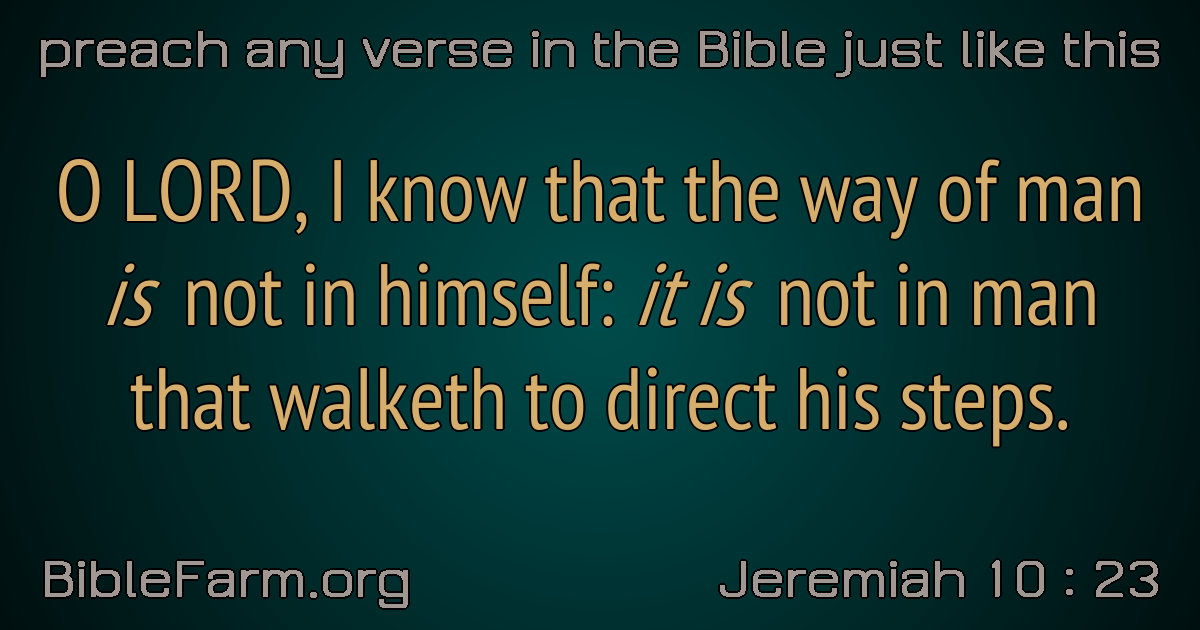 preach any verse in the Bible just like this
O LORD, I know that the way of man
is not in himself: it is not in man
that walketh to direct his steps.
BibleFarm.org
Jeremiah 10 : 23